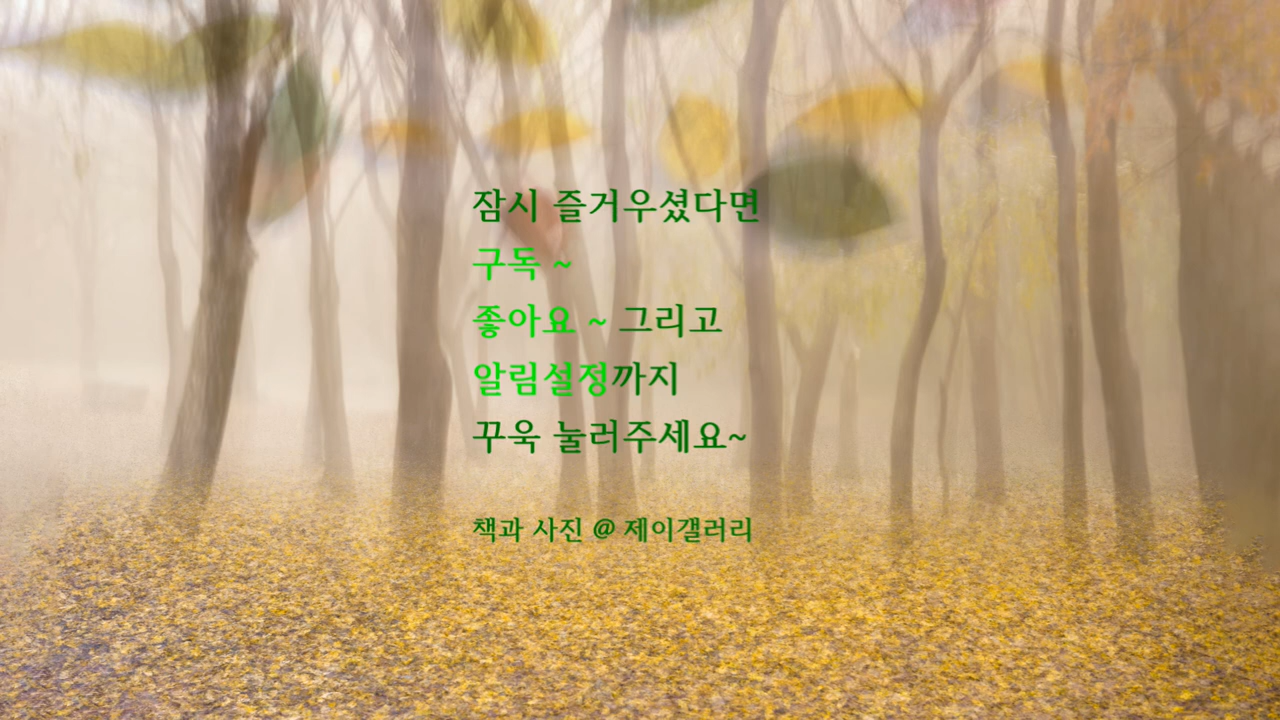 잠시 즐거우셨다면
구독 ~
좋아요 ~ 그리고
알림설정까지
꾸욱 눌러주세요~
책과 사진 @ 제이갤러리